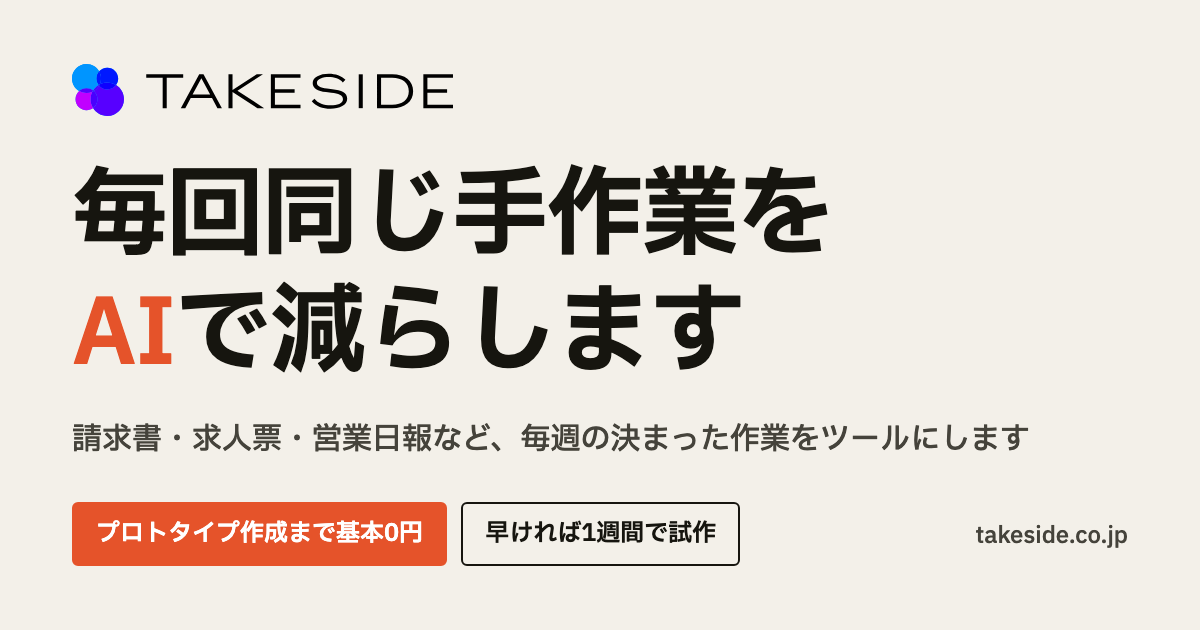 TAKESIDE
毎回同じ手作業を
AIで減らします
請求書・求人票・営業日報など、毎週の決まった作業をツールにします
プロトタイプ作成まで基本0円
早ければ1週間で試作
takeside.co.jp